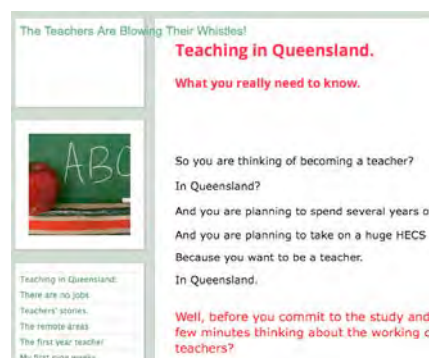 The Teachers Are Blowing Their Whistles!
Teaching in Queensland.
What you really need to know.
ABC
So you are thinking of becoming a teacher?
In Queensland?
And you are planning to spend several years o
And you are planning to take on a huge HECS
Because you want to be a teacher.
In Queensland.
Well, before you commit to the study and
few minutes thinking about the working c
teachers?
Teaching in Queensland:
There are no jobs
Teachers' stories.
The remote areas
The first year teacher
My first nine weeks